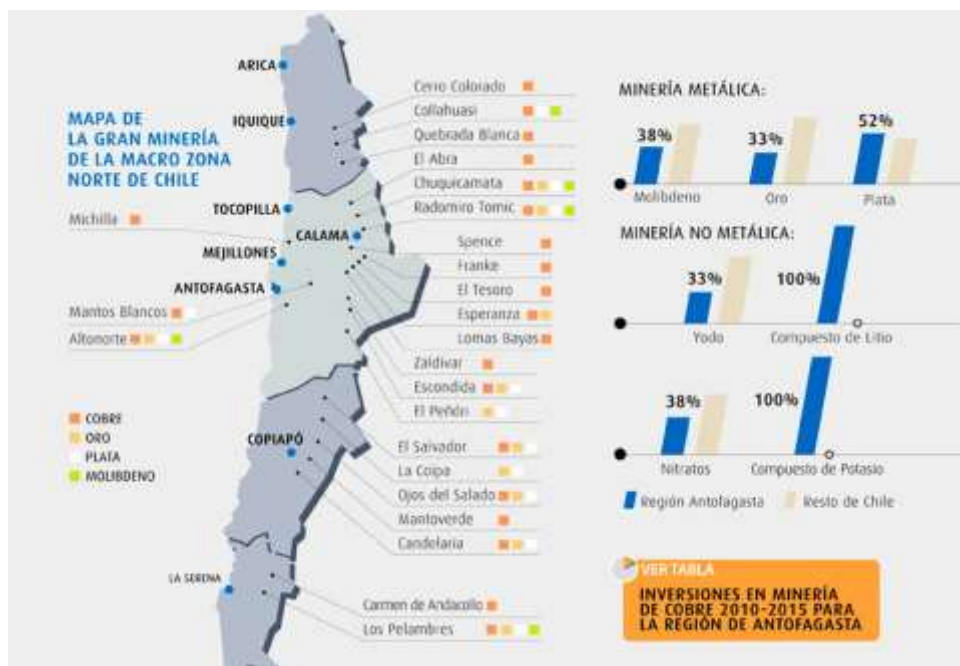 MAPA DE
LA GRAN MINERÍA
DE LA MACRO ZONA
NORTE DE CHILE
ARICA
IQUIQUE
TOCOPILLA
CALAMA
MEJILLONES
ANTOFAGASTA
COPIAPÓ
LA SERENA
Michilla
Mantos Blancos
Altonorte
COBRE
ORO
PLATA
MOLIBDENO
Cerro Colorado
Collahuasi
Quebrada Blanca
El Abra
Chuquicamata
Radomiro Tomic
Spence
Franke
El Tesoro
Esperanza
Lomas Bayas
Zaldivar
Escondida
El Peñón
El Salvador
La Coipa
Ojos del Salado
Mantoverde
Candelaria
Carmen de Andacollo
Los Pelambres
MINERÍA METÁLICA:
38% 33% 52%
Molibdeno Oro Plata
MINERÍA NO METÁLICA:
33% 100%
Yodo Compuesto de Litio
38% 100%
Nitratos Compuesto de Potasio
Región Antofagasta Resto de Chile
VER TABLA
INVERSIONES EN MINERÍA
DE COBRE 2010-2015 PARA
LA REGIÓN DE ANTOFAGASTA